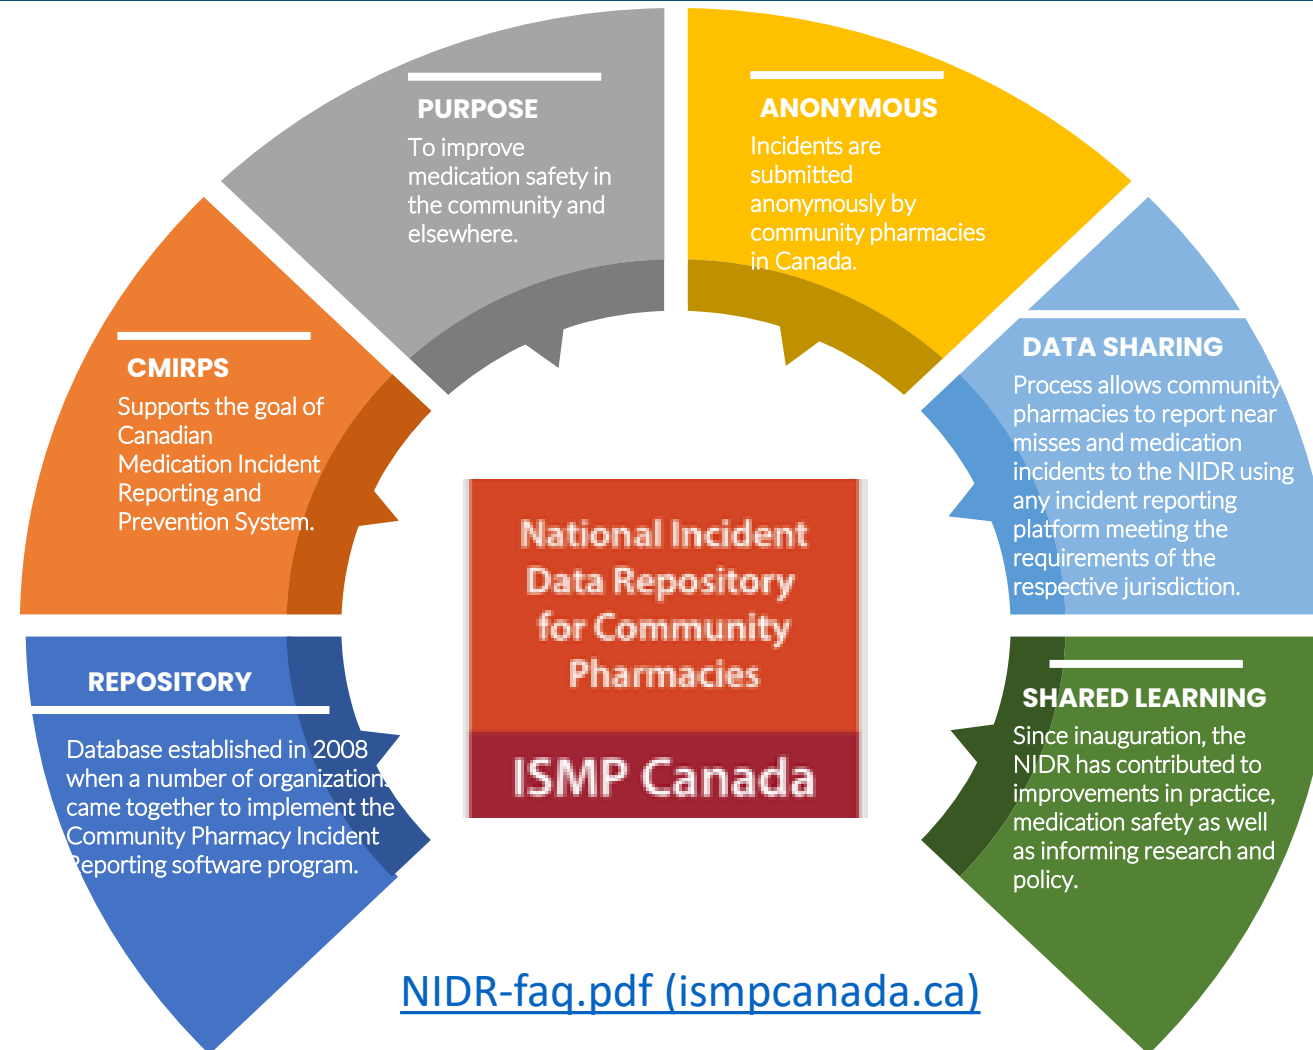 PURPOSE
To improve
medication safety in
the community and
elsewhere.
ANONYMOUS
Incidents are
submitted
anonymously by
community pharmacies
in Canada.
CMIRPS
Supports the goal of
Canadian
Medication Incident
Reporting and
Prevention System.
DATA SHARING
Process allows community
pharmacies to report near
misses and medication
incidents to the NIDR using
any incident reporting
platform meeting the
requirements of the
respective jurisdiction.
National Incident
Data Repository
for Community
Pharmacies
ISMP Canada
REPOSITORY
Database established in 2008
when a number of organizations
came together to implement the
Community Pharmacy Incident
Reporting software program.
SHARED LEARNING
Since inauguration, the
NIDR has contributed to
improvements in practice,
medication safety as well
as informing research and
policy.
NIDR-faq.pdf (ismpcanada.ca)